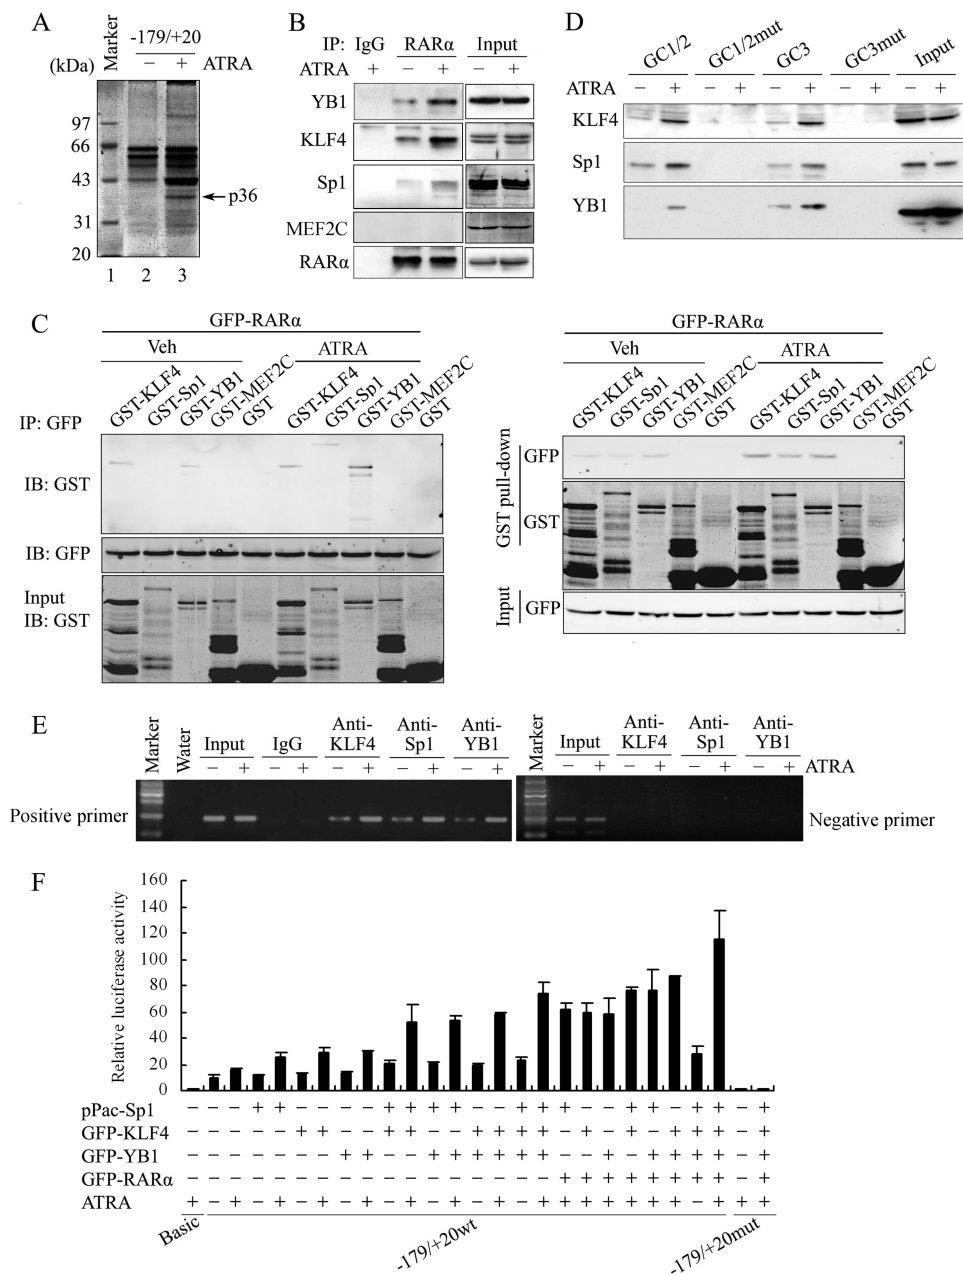 A
Marker
-179/+20
(kDa) − + ATRA
97
66
43
p36
31
20
1 2 3
B
IP: IgG RARα Input
ATRA + − + − +
YB1
KLF4
Sp1
MEF2C
RARα
D
GC1/2 GC1/2mut GC3 GC3mut Input
ATRA − + − + − + − + − +
KLF4
Sp1
YB1
C
GFP-RARα
Veh ATRA
GST-KLF4 GST-Sp1 GST-YB1 GST-MEF2C GST-KLF4 GST-Sp1 GST-YB1 GST-MEF2C GST
IP: GFP
IB: GST
IB: GFP
Input
IB: GST
GFP-RARα
Veh ATRA
GST-KLF4 GST-Sp1 GST-YB1 GST-MEF2C GST GST-KLF4 GST-Sp1 GST-YB1 GST-MEF2C GST
GST pull-down
GFP
GST
Input
GFP
E
Marker Water Input IgG Anti-KLF4 Anti-Sp1 Anti-YB1
− + − + − + − + − +
Positive primer
Marker Input Anti-KLF4 Anti-Sp1 Anti-YB1
− + − + − + − + ATRA
Negative primer
F
Relative luciferase activity
160
140
120
100
80
60
40
20
0
pPac-Sp1 − − − + + − − − − + + + + − − + + + − − + + − + + − +
GFP-KLF4 − − − − − + + − − + + − − + + + + − + − + − + + + − +
GFP-YB1 − − − − − − − + + − − + + + + + + − − + − + + + + − +
GFP-RARα − − − − − − − − − − − − − − − − − + + + + + + + + − +
ATRA + − + − + − + − + − + − + − + − + + + + + + + − + − +
Basic -179/+20wt -179/+20mut